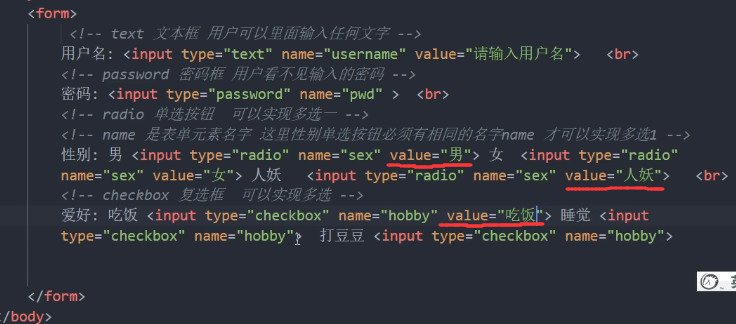 <form>
<!-- text 文本框 用户可以里面输入任何文字 -->
用户名: <input type="text" name="username" value="请输入用户名"> <br>
<!-- password 密码框 用户看不见输入的密码 -->
密码: <input type="password" name="pwd" > <br>
<!-- radio 单选按钮 可以实现多选一 -->
<!-- name 是表单元素名字 这里性别单选按钮必须有相同的名字name 才可以实现多选1 -->
性别: 男 <input type="radio" name="sex" value="男"> 女 <input type="radio"
name="sex" value="女"> 人妖 <input type="radio" name="sex" value="人妖"> <br>
<!-- checkbox 复选框 可以实现多选 -->
爱好: 吃饭 <input type="checkbox" name="hobby" value="吃饭"> 睡觉 <input
type="checkbox" name="hobby"> 打豆豆 <input type="checkbox" name="hobby">
</form>
</body>